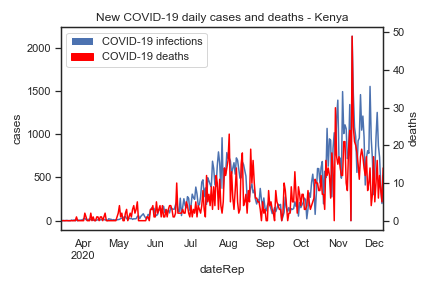 New COVID-19 daily cases and deaths - Kenya
COVID-19 infections
COVID-19 deaths
2000
1500
1000
500
0
cases
50
40
30
20
10
0
deaths
Apr May Jun Jul Aug Sep Oct Nov Dec
2020
dateRep